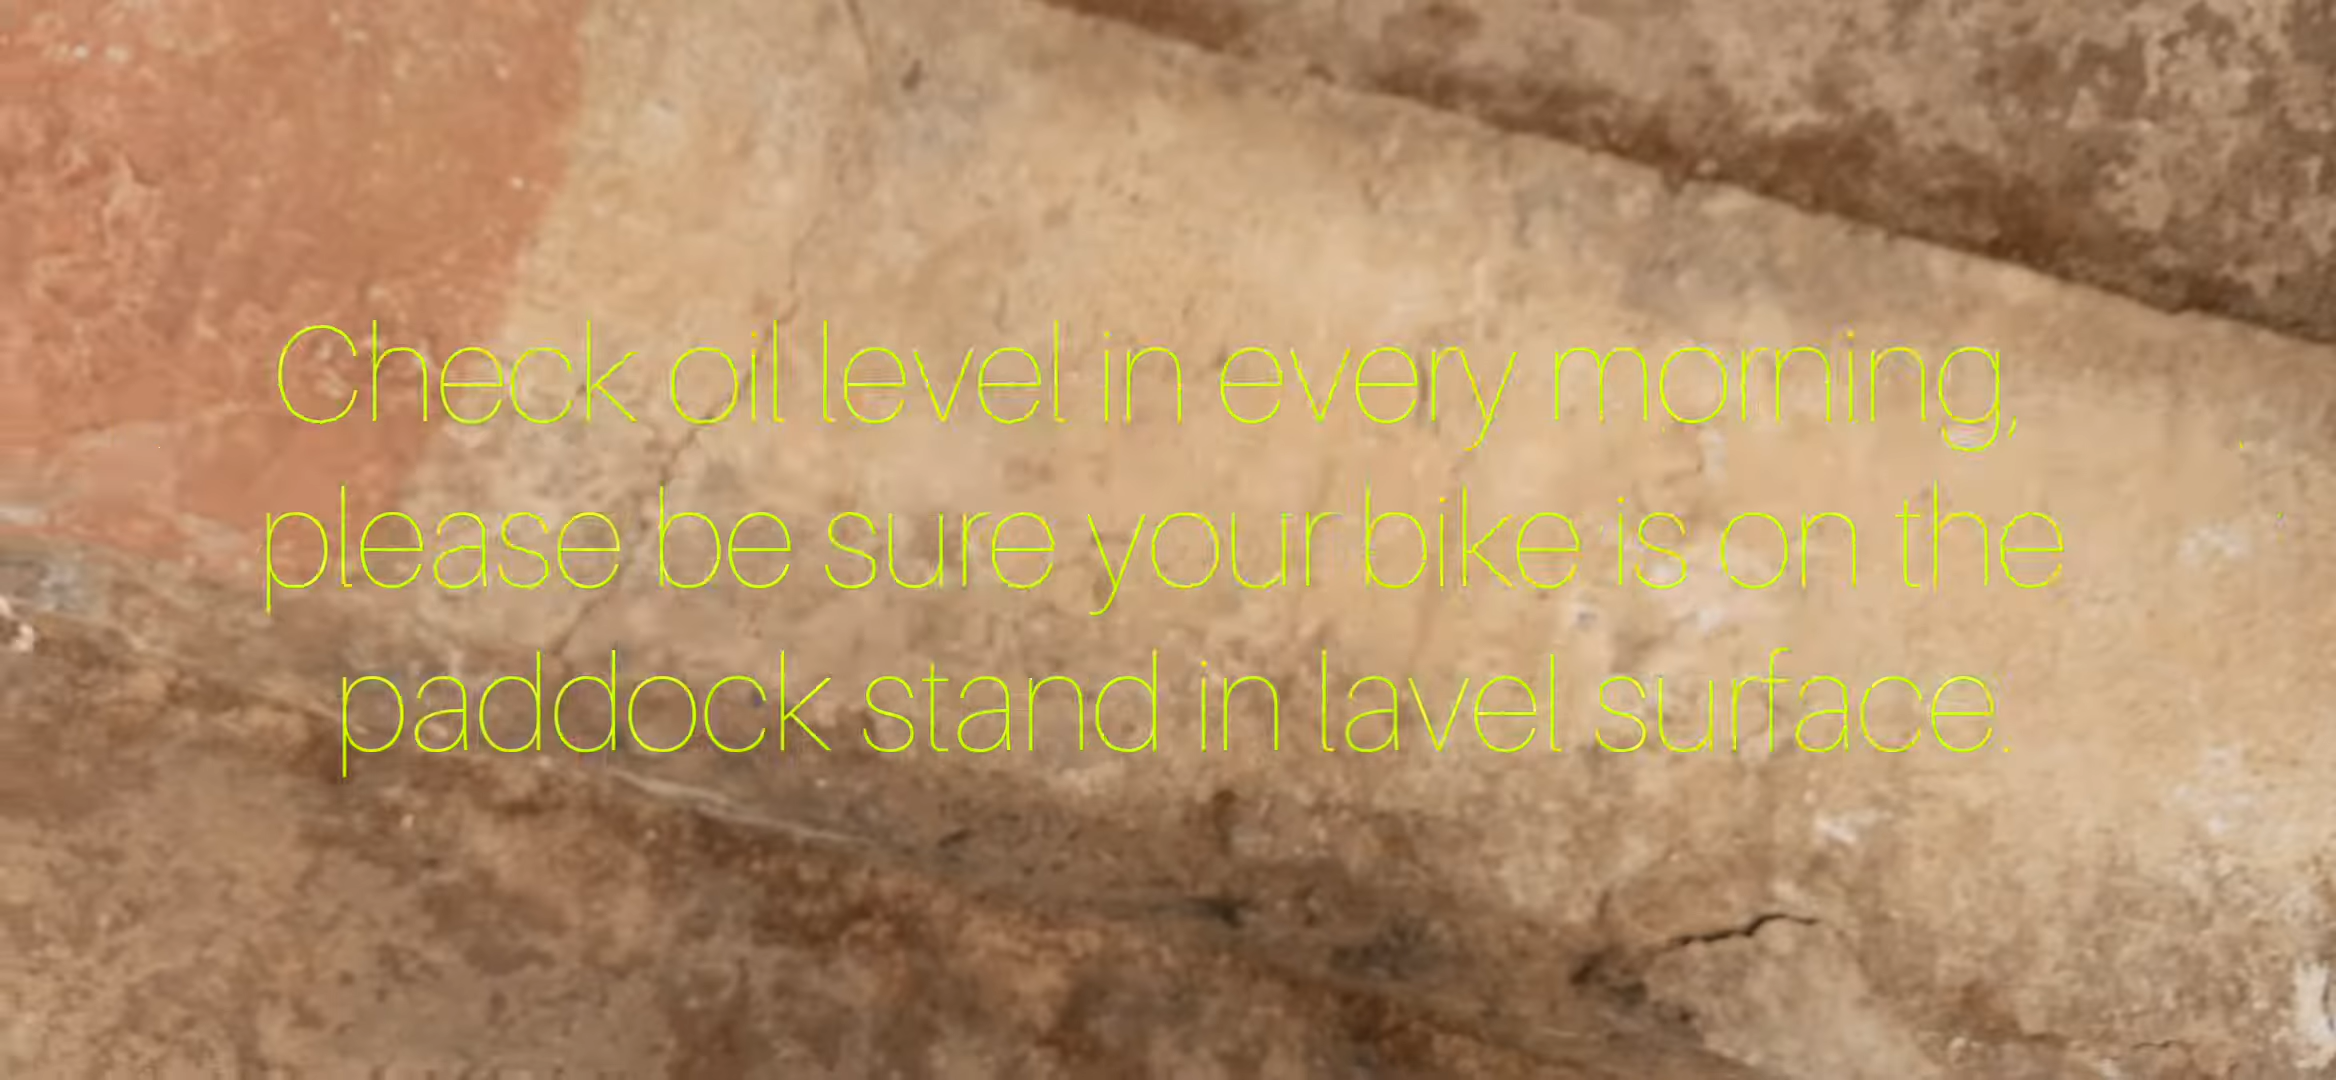 Check oil level in every morning,
please be sure your bike is on the
paddock stand in lavel surface.